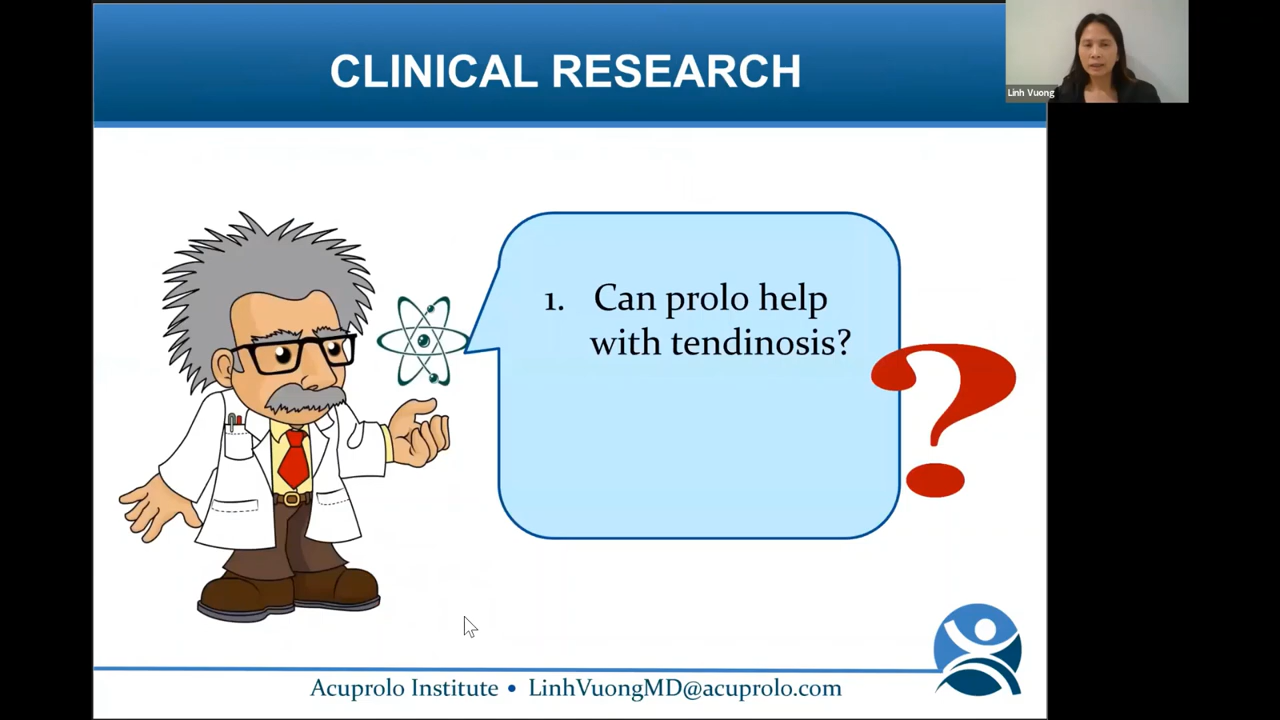 CLINICAL RESEARCH
Linh Vuong
1. Can prolo help
with tendinosis?
Acuprolo Institute • LinhVuongMD@acuprolo.com